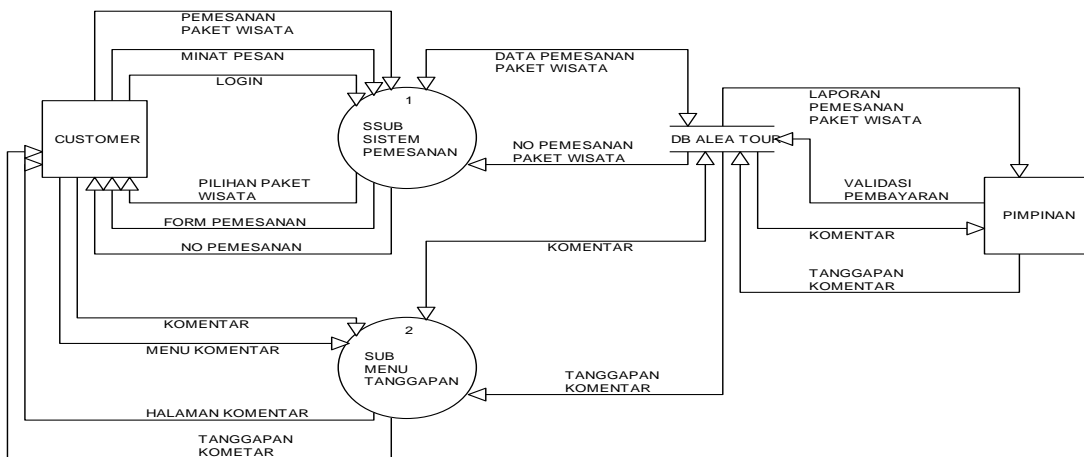 PEMESANAN
PAKET WISATA
MINAT PESAN
LOGIN
CUSTOMER
1
SSUB
SISTEM
PEMESANAN
DATA PEMESANAN
PAKET WISATA
DB ALEA TOUR
LAPORAN
PEMESANAN
PAKET WISATA
NO PEMESANAN
PAKET WISATA
PILIHAN PAKET
WISATA
FORM PEMESANAN
NO PEMESANAN
VALIDASI
PEMBAYARAN
PIMPINAN
KOMENTAR
KOMENTAR
TANGGAPAN
KOMENTAR
KOMENTAR
MENU KOMENTAR
2
SUB
MENU
TANGGAPAN
TANGGAPAN
KOMENTAR
HALAMAN KOMENTAR
TANGGAPAN
KOMETAR